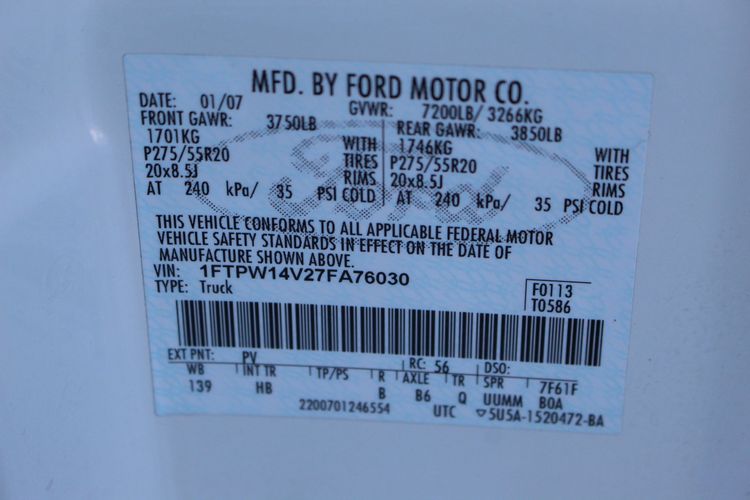 MFD. BY FORD MOTOR CO.
DATE: 01/07 GVWR: 7200LB/ 3266KG
FRONT GAWR: 3750LB REAR GAWR: 3850LB
1701KG WITH 1746KG WITH
P275/55R20 TIRES P275/55R20 TIRES
20x8.5J RIMS 20x8.5J RIMS
AT 240 kPa/ 35 PSI COLD AT 240 kPa/ 35 PSI COLD
Ford
THIS VEHICLE CONFORMS TO ALL APPLICABLE FEDERAL MOTOR
VEHICLE SAFETY STANDARDS IN EFFECT ON THE DATE OF
MANUFACTURE SHOWN ABOVE.
VIN: 1FTPW14V27FA76030
TYPE: Truck
F0113
T0586
EXT PNT: PV RC: 56 DSO:
WB INT TR TP/PS R AXLE TR SPR 7F61F
139 HB B B6 Q UUMM BOA
2200701246554 UTC ▽5U5A-1520472-BA